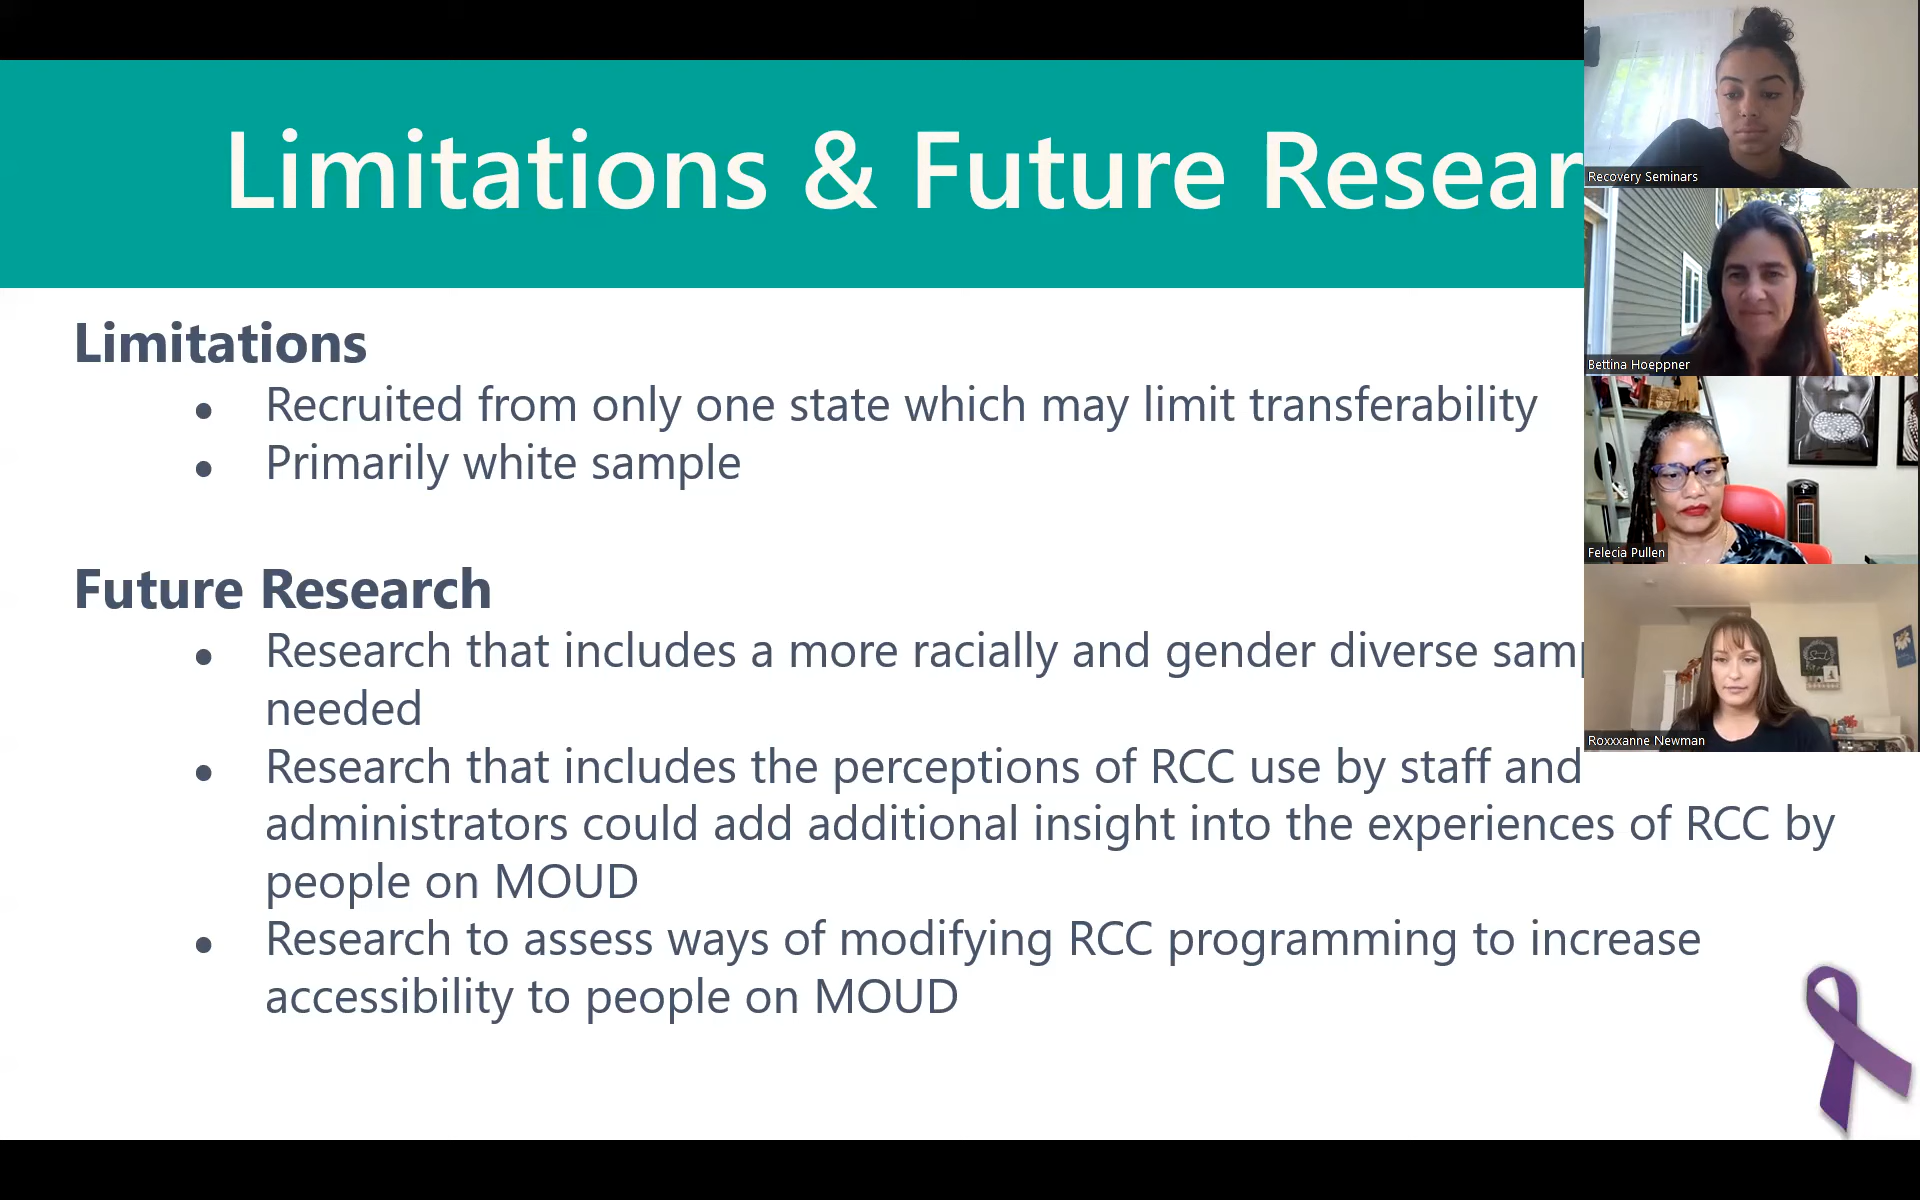 Limitations & Future Resear
Recovery Seminars
Bettina Hoeppner
Felecia Pullen
Roxxxanne Newman
Limitations
● Recruited from only one state which may limit transferability
● Primarily white sample
Future Research
● Research that includes a more racially and gender diverse samp
needed
● Research that includes the perceptions of RCC use by staff and
administrators could add additional insight into the experiences of RCC by
people on MOUD
● Research to assess ways of modifying RCC programming to increase
accessibility to people on MOUD